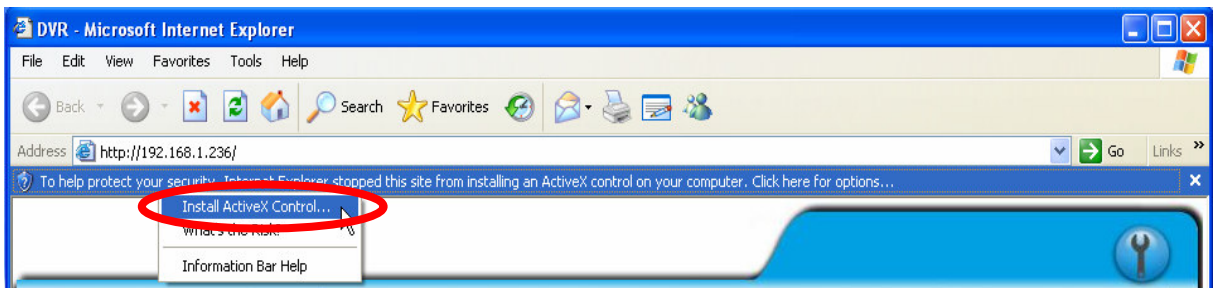 DVR - Microsoft Internet Explorer
File Edit View Favorites Tools Help
Back Search Favorites
Address http://192.168.1.236/ Go Links »
To help protect your security, Internet Explorer stopped this site from installing an ActiveX control on your computer. Click here for options...
Install ActiveX Control...
What's the Risk?
Information Bar Help